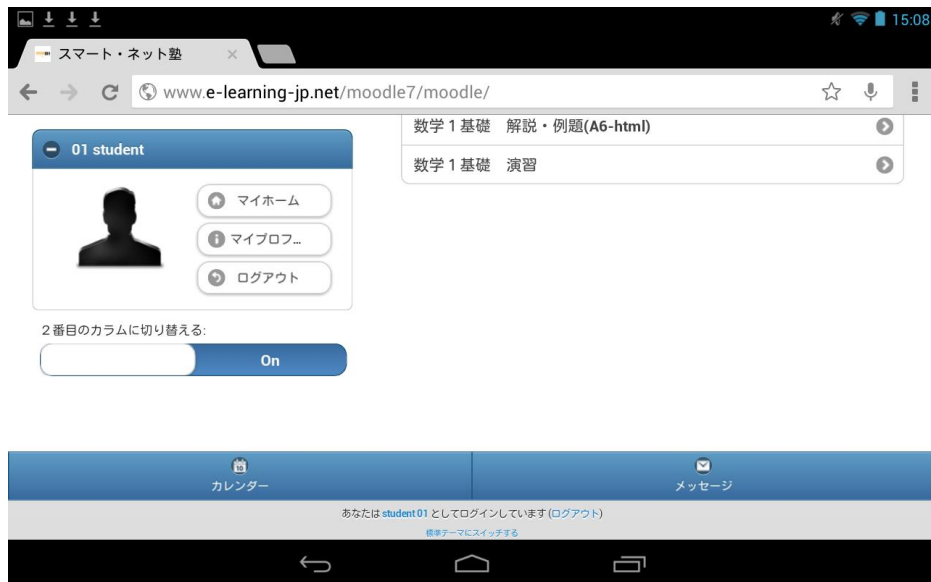 15:08
スマート・ネット塾
www.e-learning-jp.net/moodle7/moodle/
01 student
マイホーム
マイプロフ...
ログアウト
2番目のカラムに切り替える:
On
数学1基礎 解説・例題(A6-html)
数学1基礎 演習
10
カレンダー
メッセージ
あなたは student 01 としてログインしています (ログアウト)
標準テーマにスイッチする